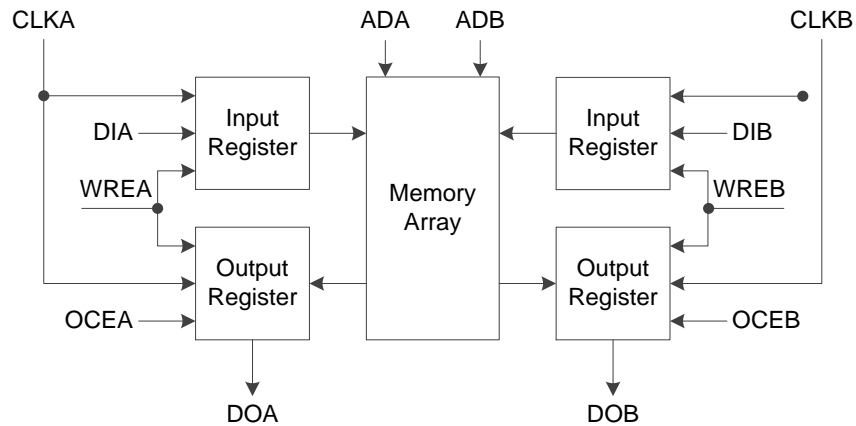 CLKA
ADA
ADB
CLKB
Input
Register
Input
Register
DIA
DIB
WREA
Memory
Array
WREB
Output
Register
Output
Register
OCEA
OCEB
DOA
DOB